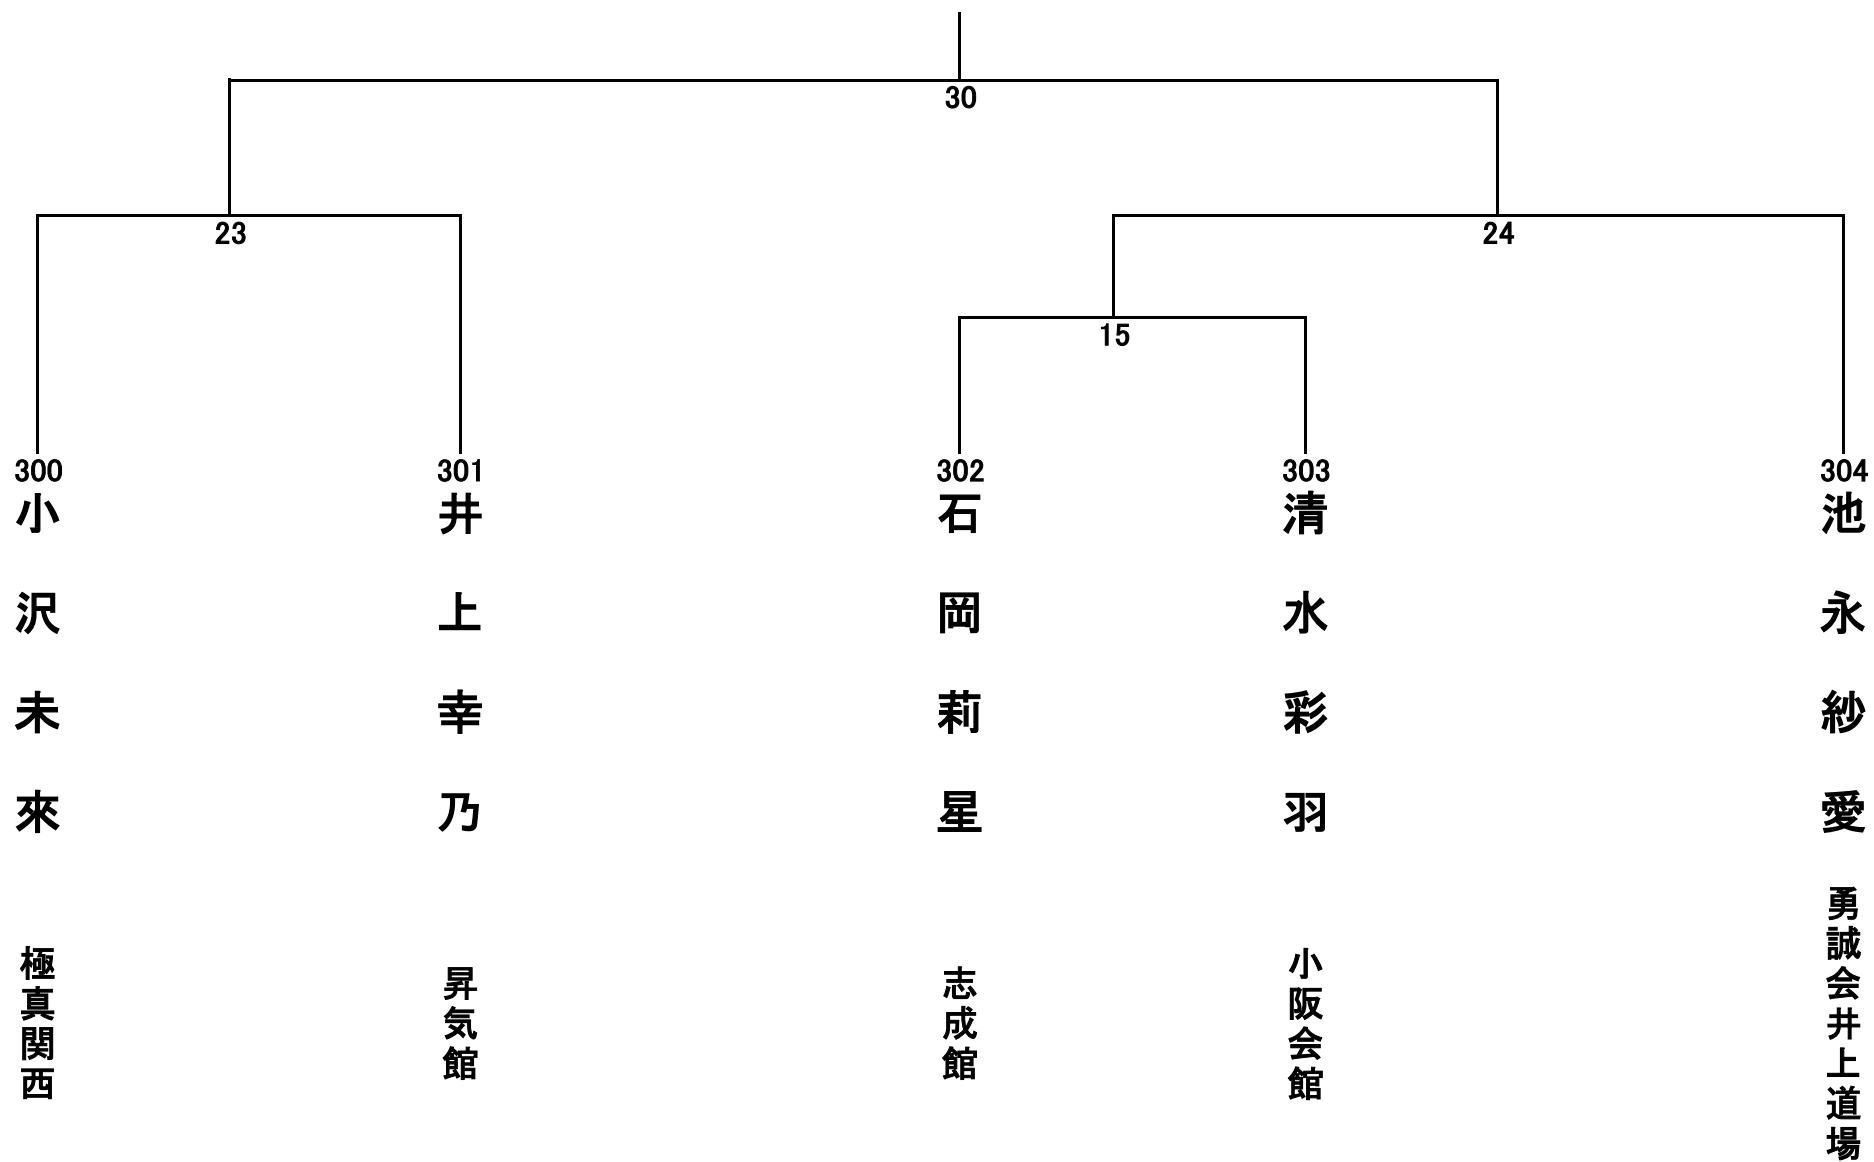 30
23
24
15
300
301
302
303
304
小沢未來
井上幸乃
石岡莉星
清水彩羽
池永紗愛
極真関西
昇気館
志成館
小阪会館
勇誠会井上道場